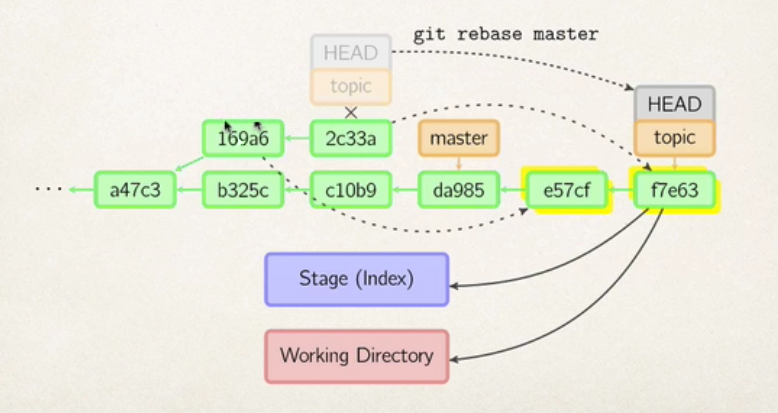 git rebase master
HEAD
topic
HEAD
topic
169a6
2c33a
master
... a47c3
b325c
c10b9
da985
e57cf
f7e63
Stage (Index)
Working Directory